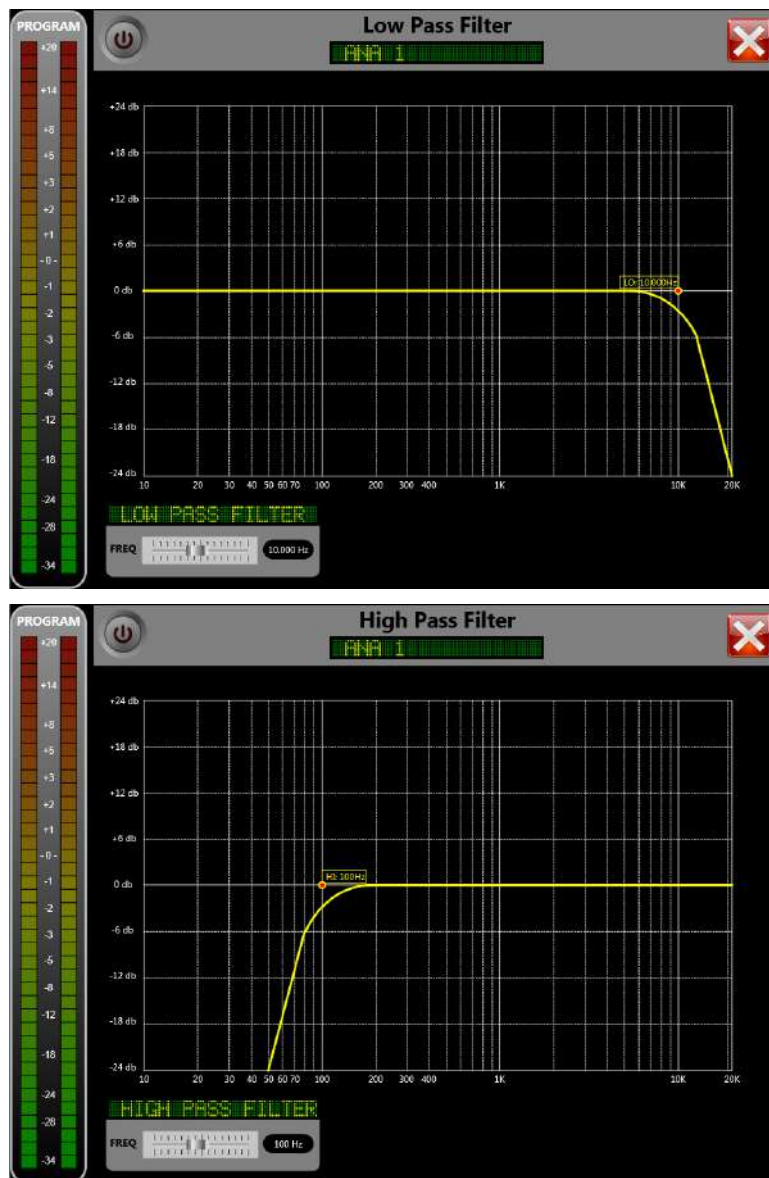 PROGRAM
+20
+14
+8
+5
+3
+2
+1
-0-
-1
-2
-3
-5
-8
-12
-18
-24
-28
-34
Low Pass Filter
ANA 1
+24 db
+18 db
+12 db
+6 db
0 db
-6 db
-12 db
-18 db
-24 db
LO: 10.000Hz
10 20 30 40 50 60 70 100 200 300 400 1K 10K 20K
LOW PASS FILTER
FREQ 10.000 Hz
PROGRAM
+20
+14
+8
+5
+3
+2
+1
-0-
-1
-2
-3
-5
-8
-12
-18
-24
-28
-34
High Pass Filter
ANA 1
+24 db
+18 db
+12 db
+6 db
0 db
-6 db
-12 db
-18 db
-24 db
HI: 100Hz
10 20 30 40 50 60 70 100 200 300 400 1K 10K 20K
HIGH PASS FILTER
FREQ 100 Hz